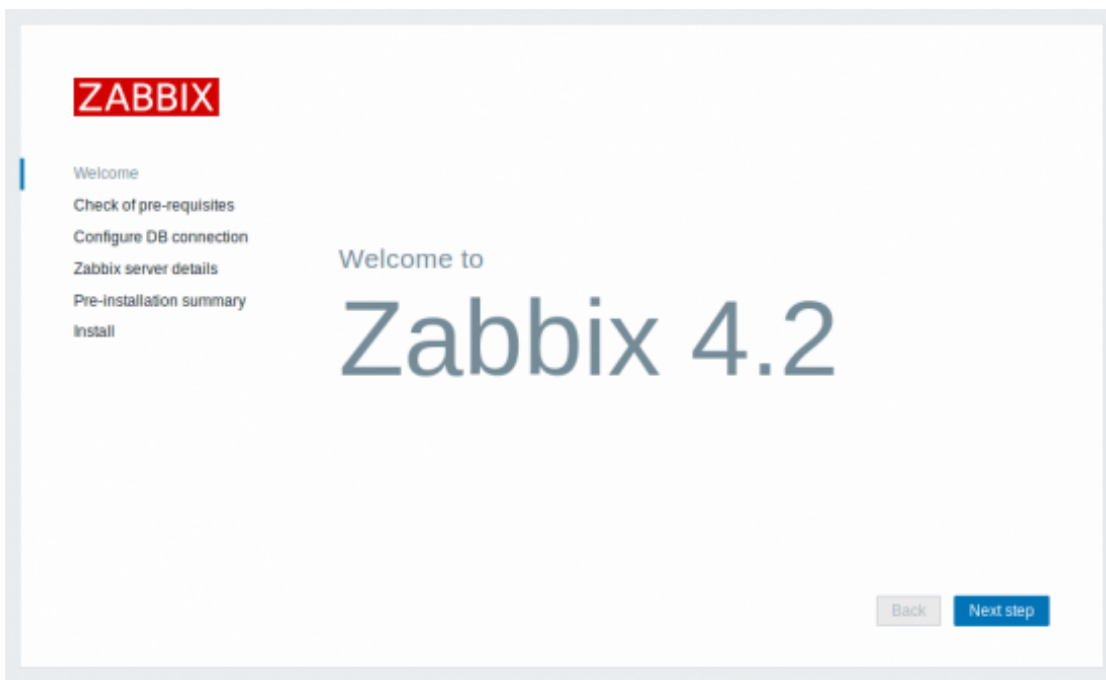 ZABBIX
Welcome
Check of pre-requisites
Configure DB connection
Zabbix server details
Pre-installation summary
Install
Welcome to
Zabbix 4.2
Back
Next step